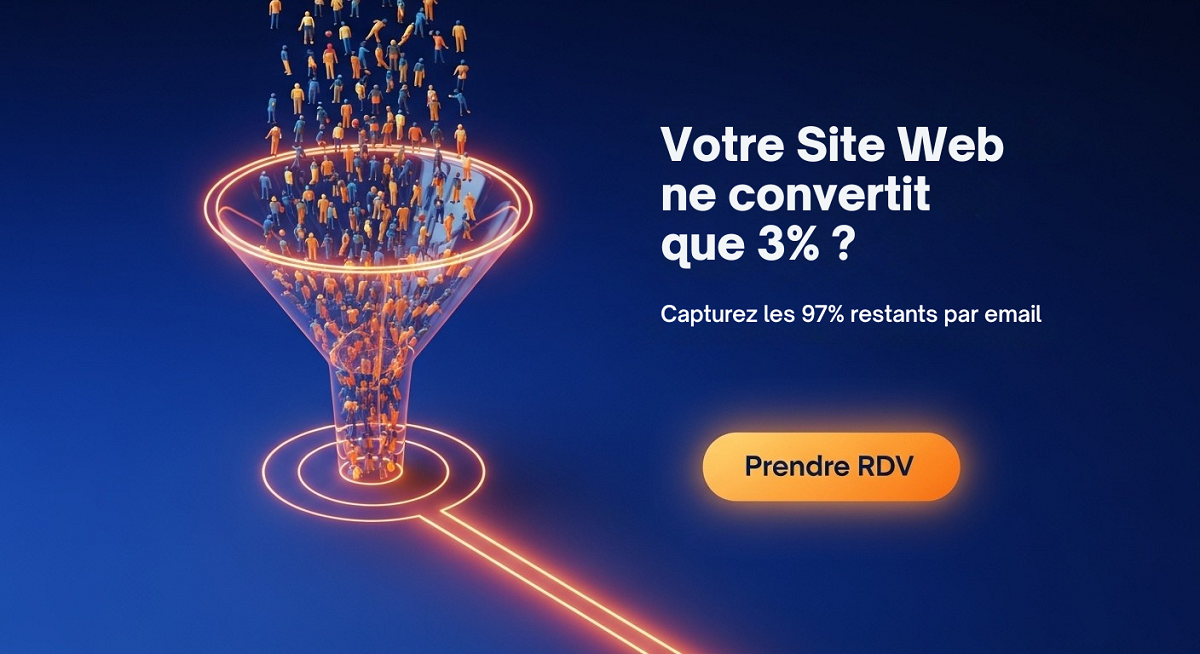 Votre Site Web
ne convertit
que 3% ?
Capturez les 97% restants par email
Prendre RDV